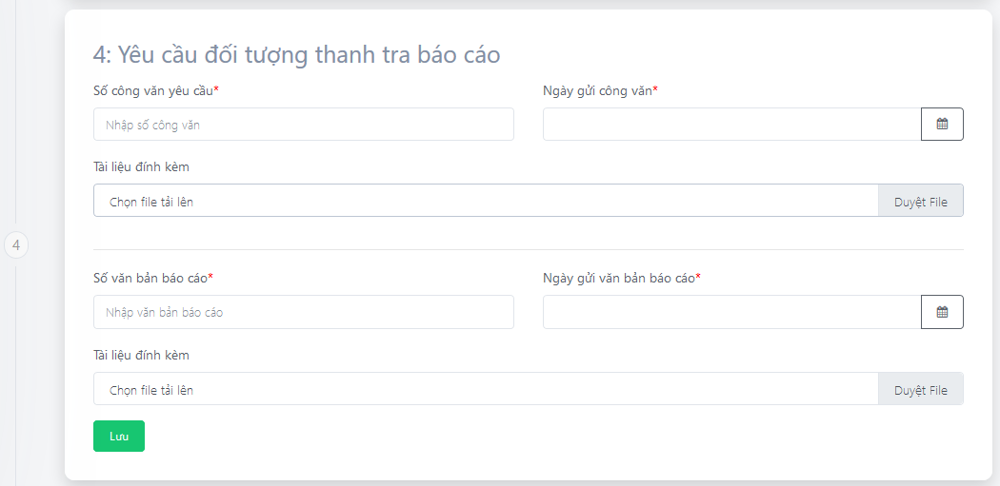 4: Yêu cầu đối tượng thanh tra báo cáo
Số công văn yêu cầu* Ngày gửi công văn*
Nhập số công văn
Tài liệu đính kèm
Chọn file tải lên Duyệt File
4
Số văn bản báo cáo* Ngày gửi văn bản báo cáo*
Nhập văn bản báo cáo
Tài liệu đính kèm
Chọn file tải lên Duyệt File
Lưu